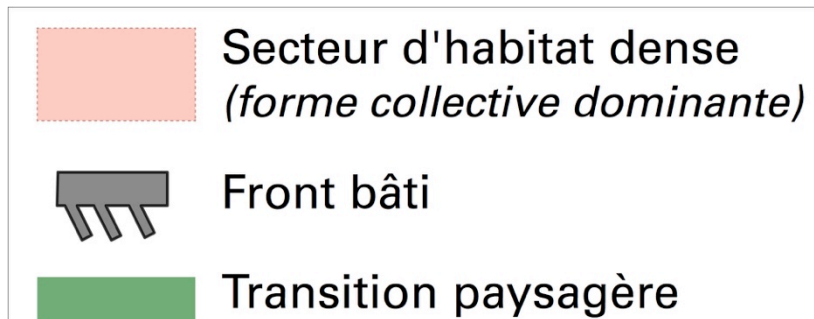 Secteur d'habitat dense
(forme collective dominante)
Front bâti
Transition paysagère